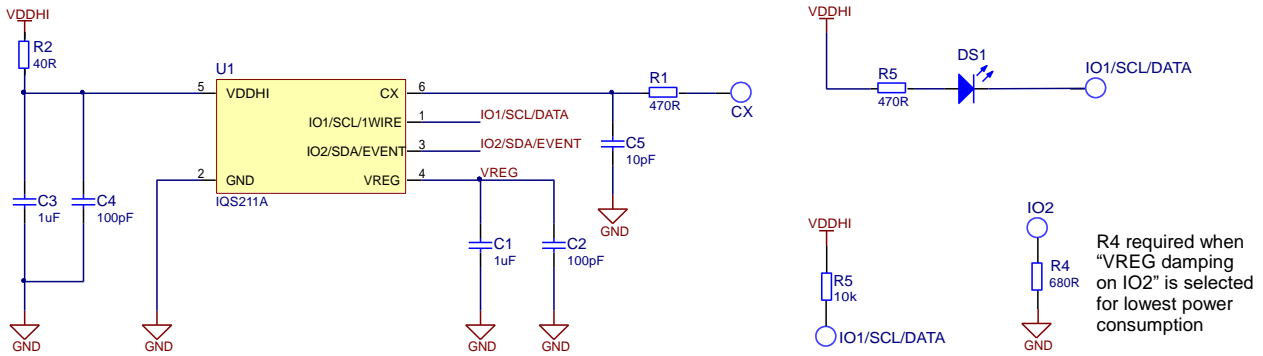 VDDHI
R2
40R
U1
5
VDDHI
CX
6
R1
470R
CX
IO1/SCL/1WIRE
1
IO1/SCL/DATA
IO2/SDA/EVENT
3
IO2/SDA/EVENT
2
GND
VREG
4
VREG
IQS211A
C5
10pF
GND
C3
1uF
C4
100pF
C1
1uF
C2
100pF
GND
GND
GND
GND
VDDHI
R5
470R
DS1
IO1/SCL/DATA
VDDHI
R5
10k
IO1/SCL/DATA
IO2
R4
680R
GND
R4 required when
“VREG damping
on IO2” is selected
for lowest power
consumption